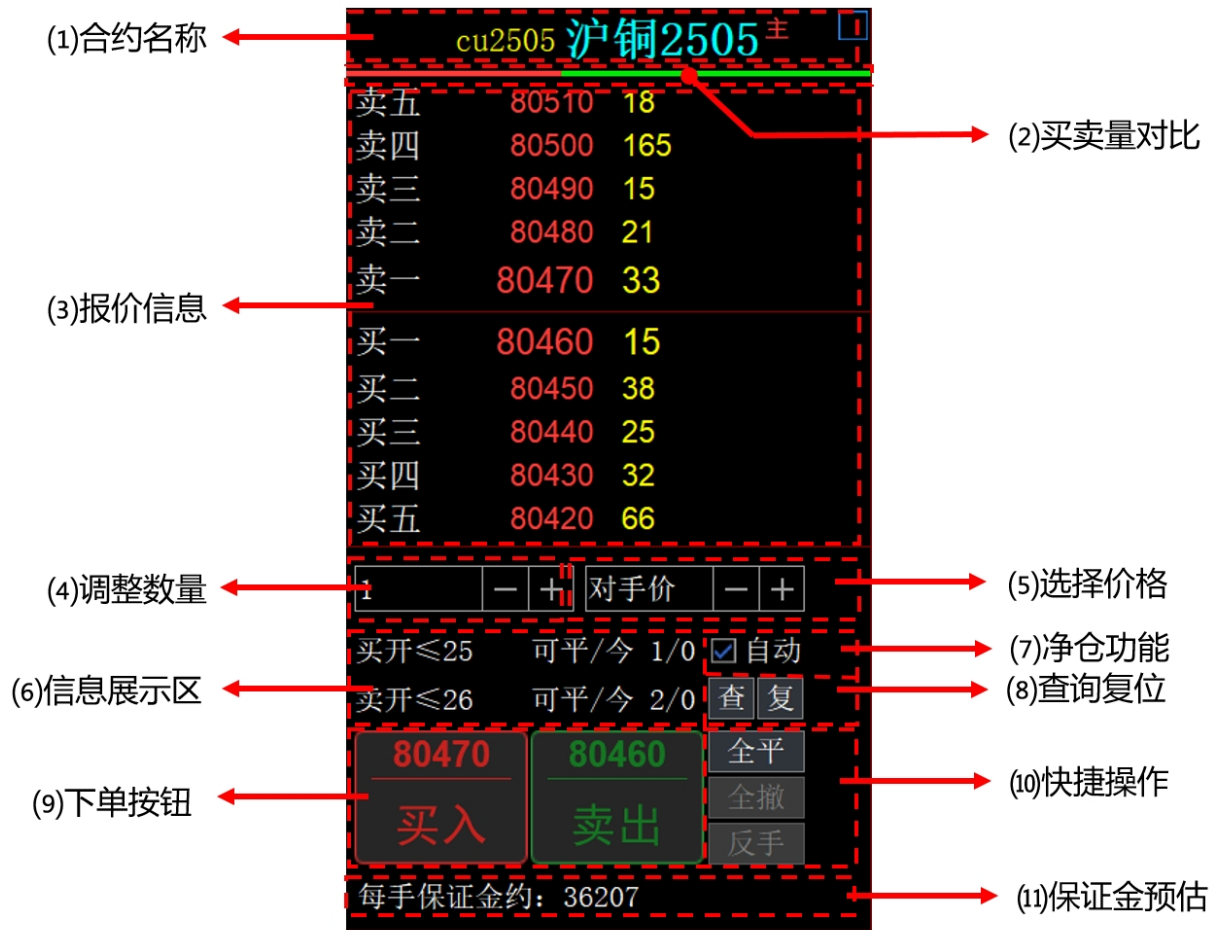 (1)合约名称
cu2505 沪铜2505 主
(2)买卖量对比
卖五 80510 18
卖四 80500 165
卖三 80490 15
卖二 80480 21
卖一 80470 33
(3)报价信息
买一 80460 15
买二 80450 38
买三 80440 25
买四 80430 32
买五 80420 66
(4)调整数量
1 － ＋ 对手价 － ＋
(5)选择价格
买开≤25 可平/今 1/0 自动
(7)净仓功能
(6)信息展示区
卖开≤26 可平/今 2/0 查 复
(8)查询复位
80470 80460 全平
(9)下单按钮
买入 卖出 全撤
反手
(10)快捷操作
每手保证金约：36207
(11)保证金预估